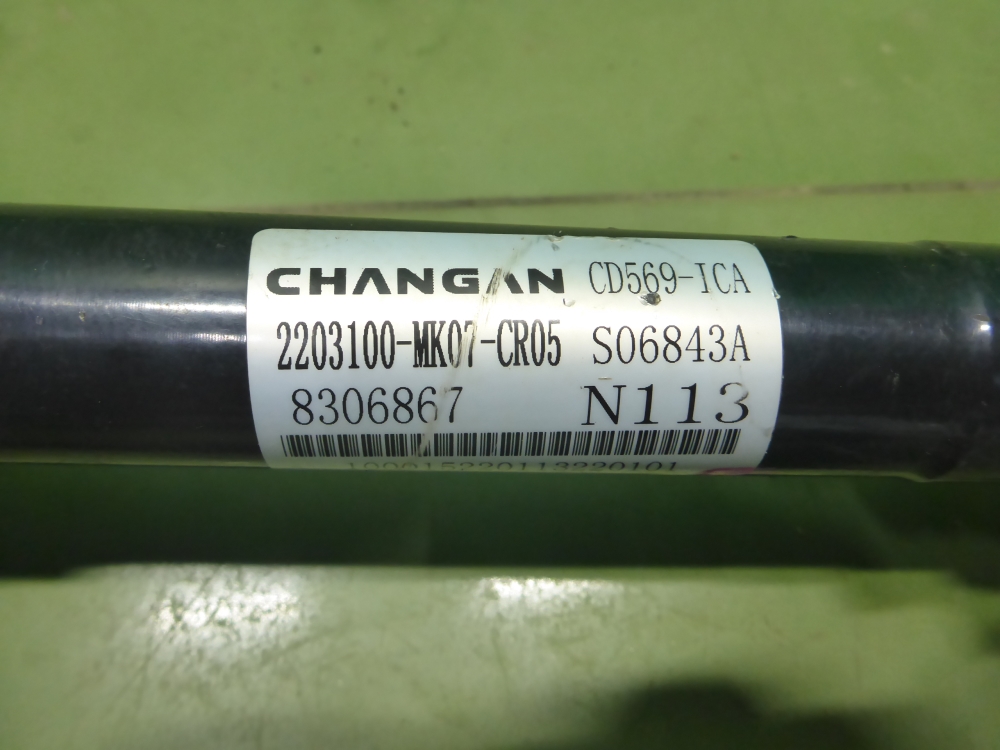 CHANGAN CD569-ICA
2203100-MK07-CR05 S06843A
8306867 N113